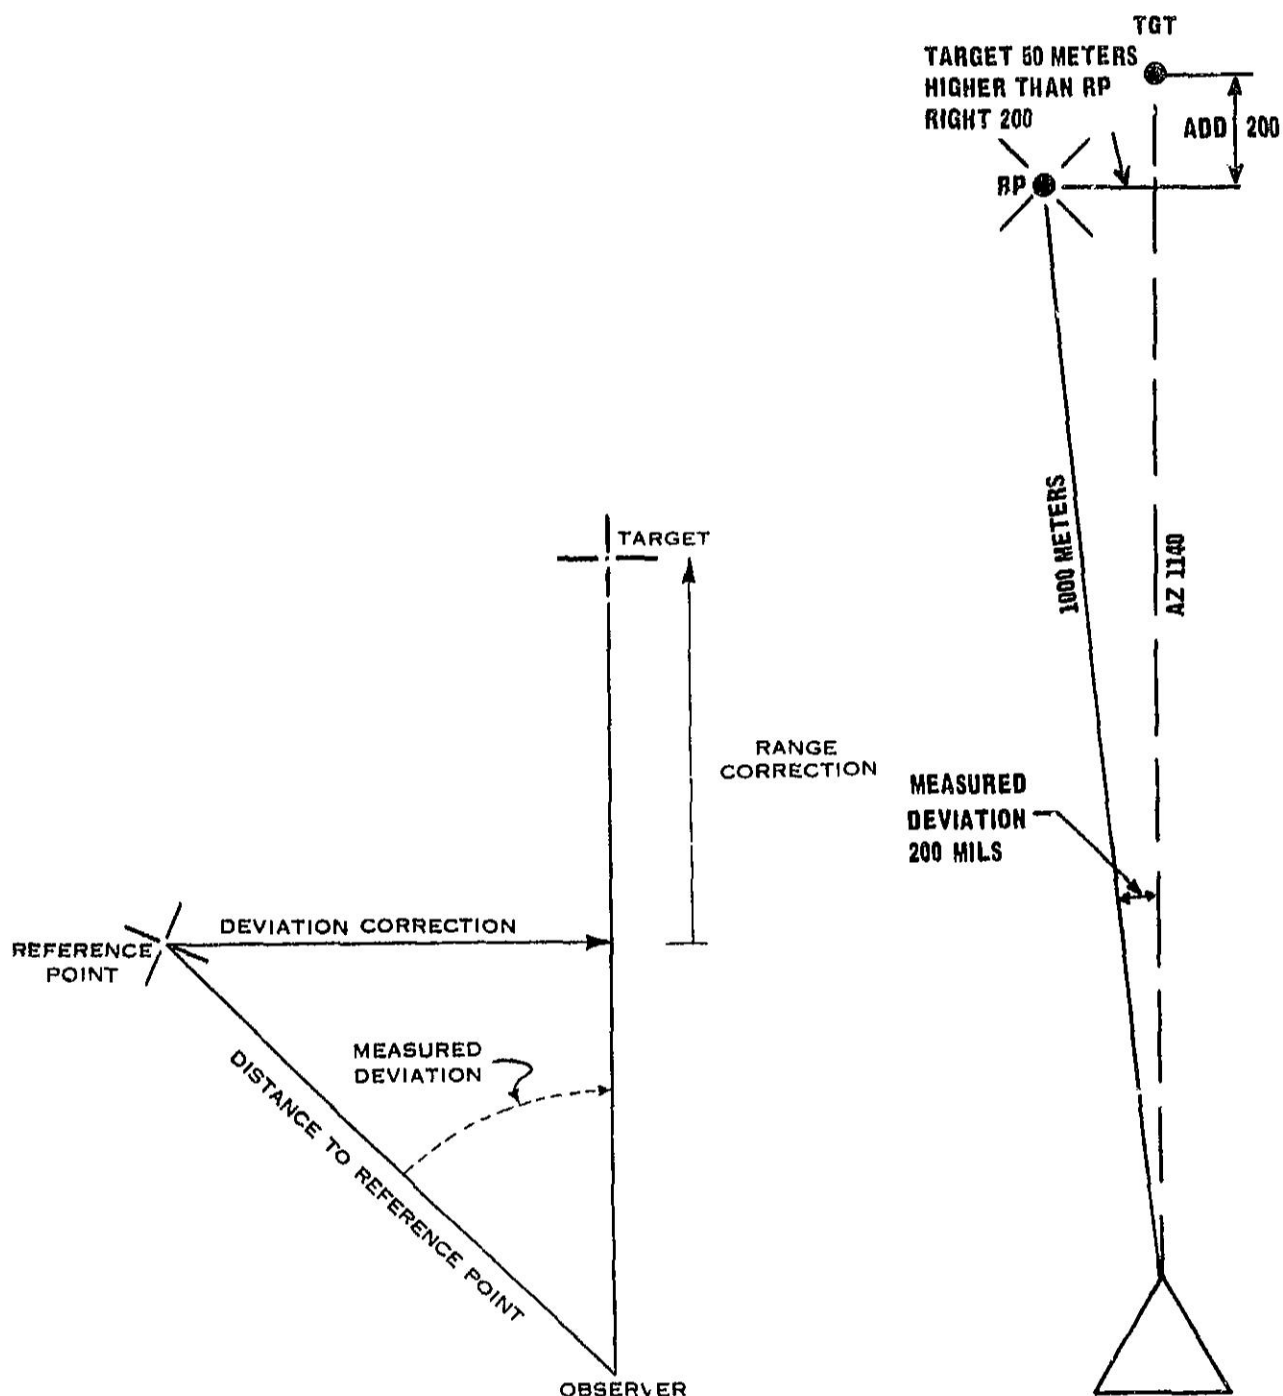 TARGET
RANGE
CORRECTION
DEVIATION CORRECTION
REFERENCE
POINT
MEASURED
DEVIATION
DISTANCE TO REFERENCE POINT
OBSERVER
TGT
TARGET 50 METERS
HIGHER THAN RP
RIGHT 200
ADD 200
RP
1000 METERS
AZ 1140
MEASURED
DEVIATION
200 MILS